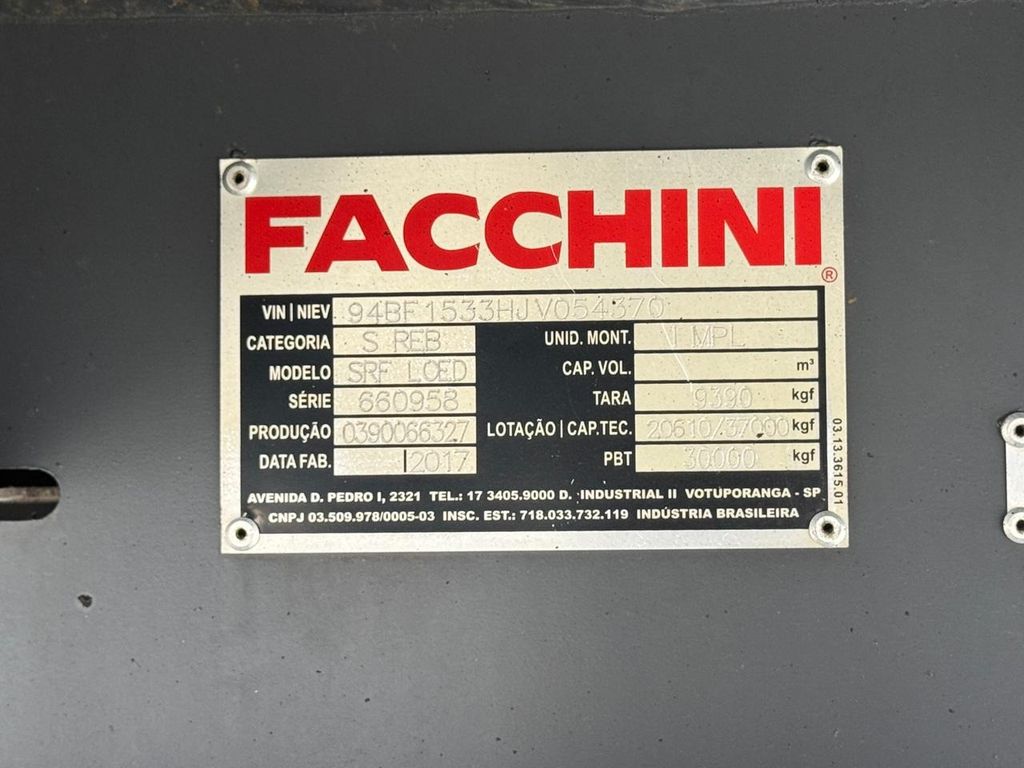 FACCHINI®
VIN | NIEV 94BF1533HJV054370
CATEGORIA S REB UNID. MONT. 1 MPL
MODELO SRF LOED CAP. VOL. m³
SÉRIE 660958 TARA 9390 kgf
PRODUÇÃO 0390066327 LOTAÇÃO | CAP.TEC. 20610/37000 kgf
DATA FAB. 2017 PBT 30000 kgf
AVENIDA D. PEDRO I, 2321 TEL.: 17 3405.9000 D. INDUSTRIAL II VOTUPORANGA - SP
CNPJ 03.509.978/0005-03 INSC. EST.: 718.033.732.119 INDÚSTRIA BRASILEIRA
03.13.3615.01